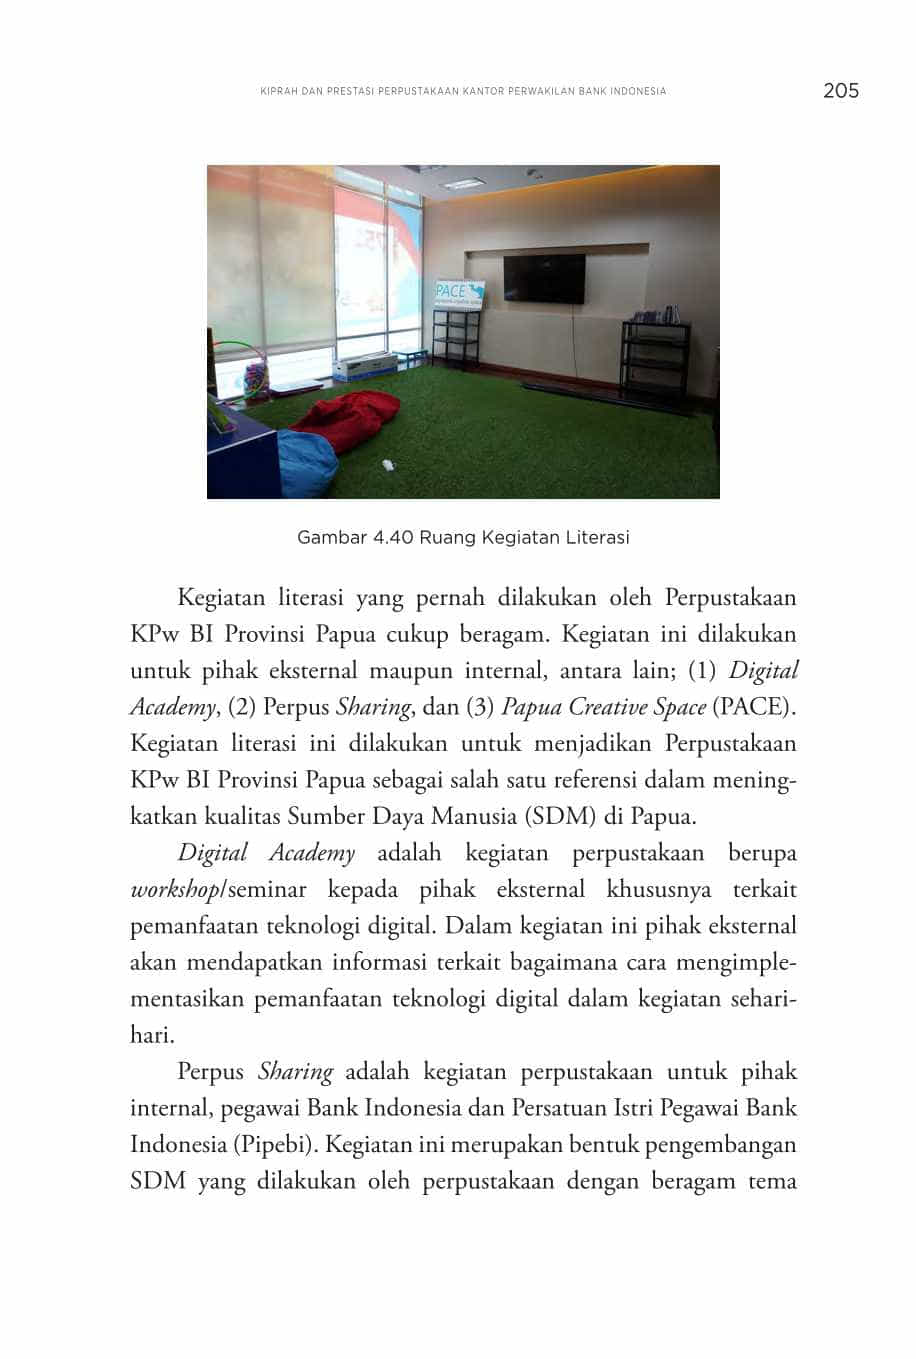 KIPRAH DAN PRESTASI PERPUSTAKAAN KANTOR PERWAKILAN BANK INDONESIA
205
PACE
Gambar 4.40 Ruang Kegiatan Literasi
Kegiatan literasi yang pernah dilakukan oleh Perpustakaan
KPw BI Provinsi Papua cukup beragam. Kegiatan ini dilakukan
untuk pihak eksternal maupun internal, antara lain; (1) Digital
Academy, (2) Perpus Sharing, dan (3) Papua Creative Space (PACE).
Kegiatan literasi ini dilakukan untuk menjadikan Perpustakaan
KPw BI Provinsi Papua sebagai salah satu referensi dalam mening-
katkan kualitas Sumber Daya Manusia (SDM) di Papua.
Digital Academy adalah kegiatan perpustakaan berupa
workshop/seminar kepada pihak eksternal khususnya terkait
pemanfaatan teknologi digital. Dalam kegiatan ini pihak eksternal
akan mendapatkan informasi terkait bagaimana cara mengimple-
mentasikan pemanfaatan teknologi digital dalam kegiatan sehari-
hari.
Perpus Sharing adalah kegiatan perpustakaan untuk pihak
internal, pegawai Bank Indonesia dan Persatuan Istri Pegawai Bank
Indonesia (Pipebi). Kegiatan ini merupakan bentuk pengembangan
SDM yang dilakukan oleh perpustakaan dengan beragam tema